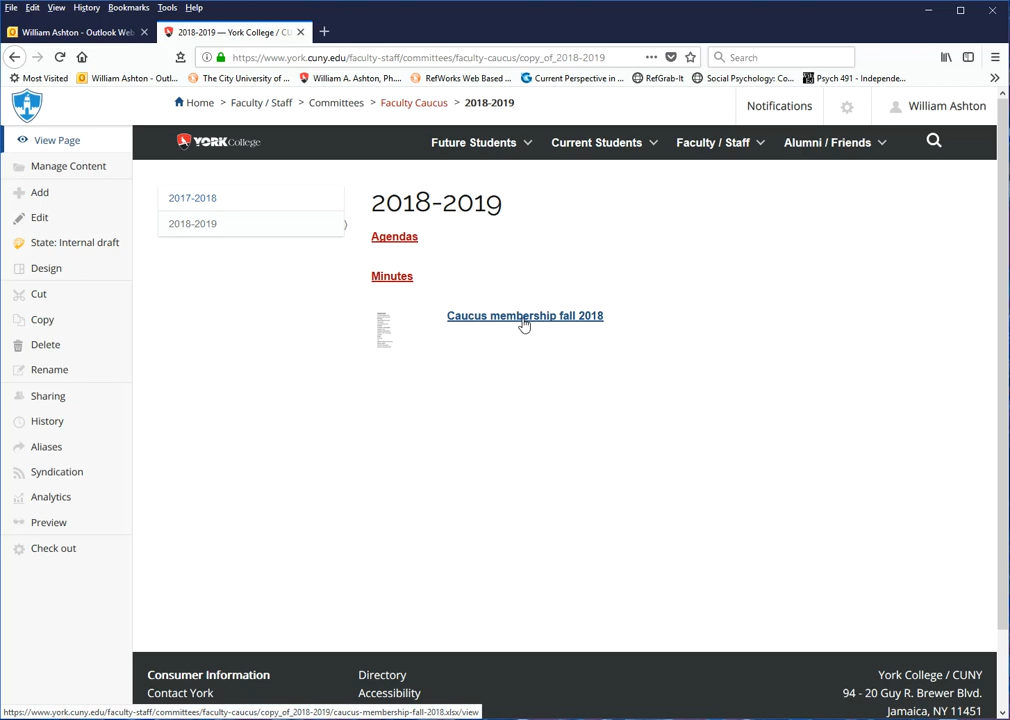 File Edit View History Bookmarks Tools Help
William Ashton - Outlook Web
2018-2019 — York College / CU
https://www.york.cuny.edu/faculty-staff/committees/faculty-caucus/copy_of_2018-2019
Search
Most Visited
William Ashton - Outl...
The City University of ...
William A. Ashton, Ph....
RefWorks Web Based ...
Current Perspective in ...
RefGrab-It
Social Psychology: Co...
Psych 491 - Independe...
Home > Faculty / Staff > Committees > Faculty Caucus > 2018-2019
Notifications
William Ashton
View Page
Manage Content
Add
Edit
State: Internal draft
Design
Cut
Copy
Delete
Rename
Sharing
History
Aliases
Syndication
Analytics
Preview
Check out
YORK College
Future Students
Current Students
Faculty / Staff
Alumni / Friends
2017-2018
2018-2019
2018-2019
Agendas
Minutes
Caucus membership fall 2018
Consumer Information
Contact York
Directory
Accessibility
York College / CUNY
94 - 20 Guy R. Brewer Blvd.
Jamaica, NY 11451
https://www.york.cuny.edu/faculty-staff/committees/faculty-caucus/copy_of_2018-2019/caucus-membership-fall-2018.xlsx/view